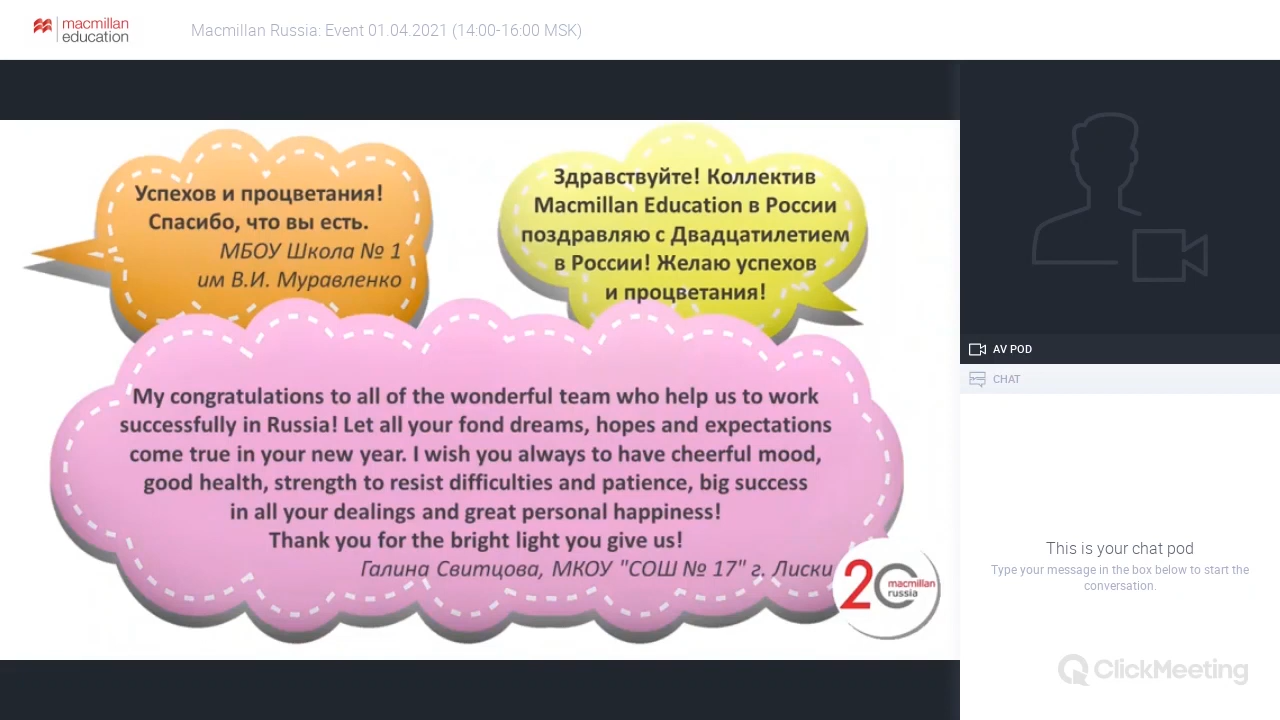 macmillan
education
Macmillan Russia: Event 01.04.2021 (14:00-16:00 MSK)
Успехов и процветания!
Спасибо, что вы есть.
МБОУ Школа № 1
им В.И. Муравленко
Здравствуйте! Коллектив
Macmillan Education в России
поздравляю с Двадцатилетием
в России! Желаю успехов
и процветания!
My congratulations to all of the wonderful team who help us to work
successfully in Russia! Let all your fond dreams, hopes and expectations
come true in your new year. I wish you always to have cheerful mood,
good health, strength to resist difficulties and patience, big success
in all your dealings and great personal happiness!
Thank you for the bright light you give us!
Галина Свитцова, МКОУ "СОШ № 17" г. Лиски
20
macmillan
russia
AV POD
CHAT
This is your chat pod
Type your message in the box below to start the
conversation.
ClickMeeting